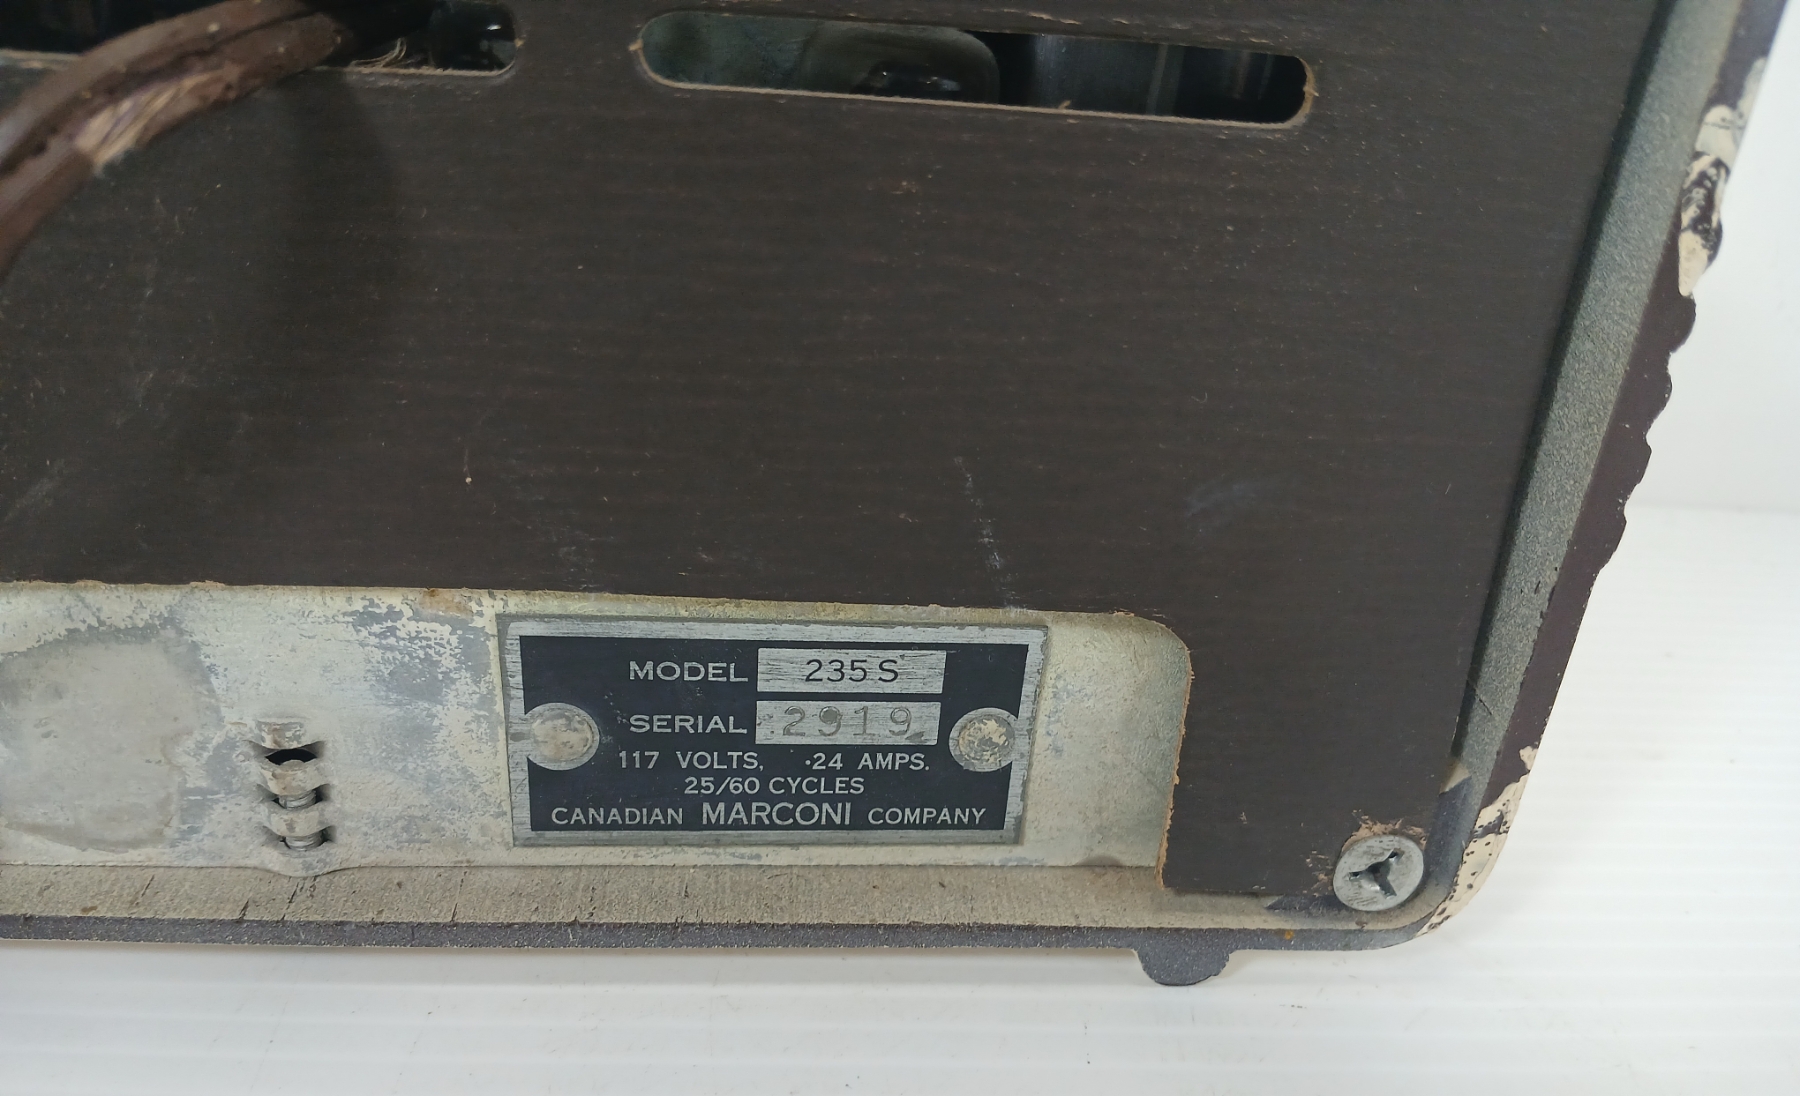 MODEL 235 S
SERIAL 2919
117 VOLTS, .24 AMPS.
25/60 CYCLES
CANADIAN MARCONI COMPANY